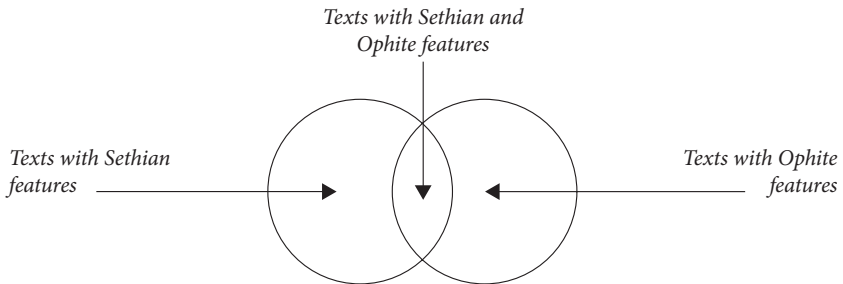 Texts with Sethian and
Ophite features
Texts with Sethian
features
Texts with Ophite
features